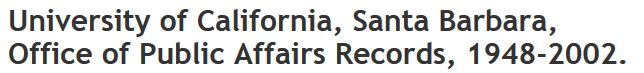 University of California, Santa Barbara,
Office of Public Affairs Records, 1948-2002.